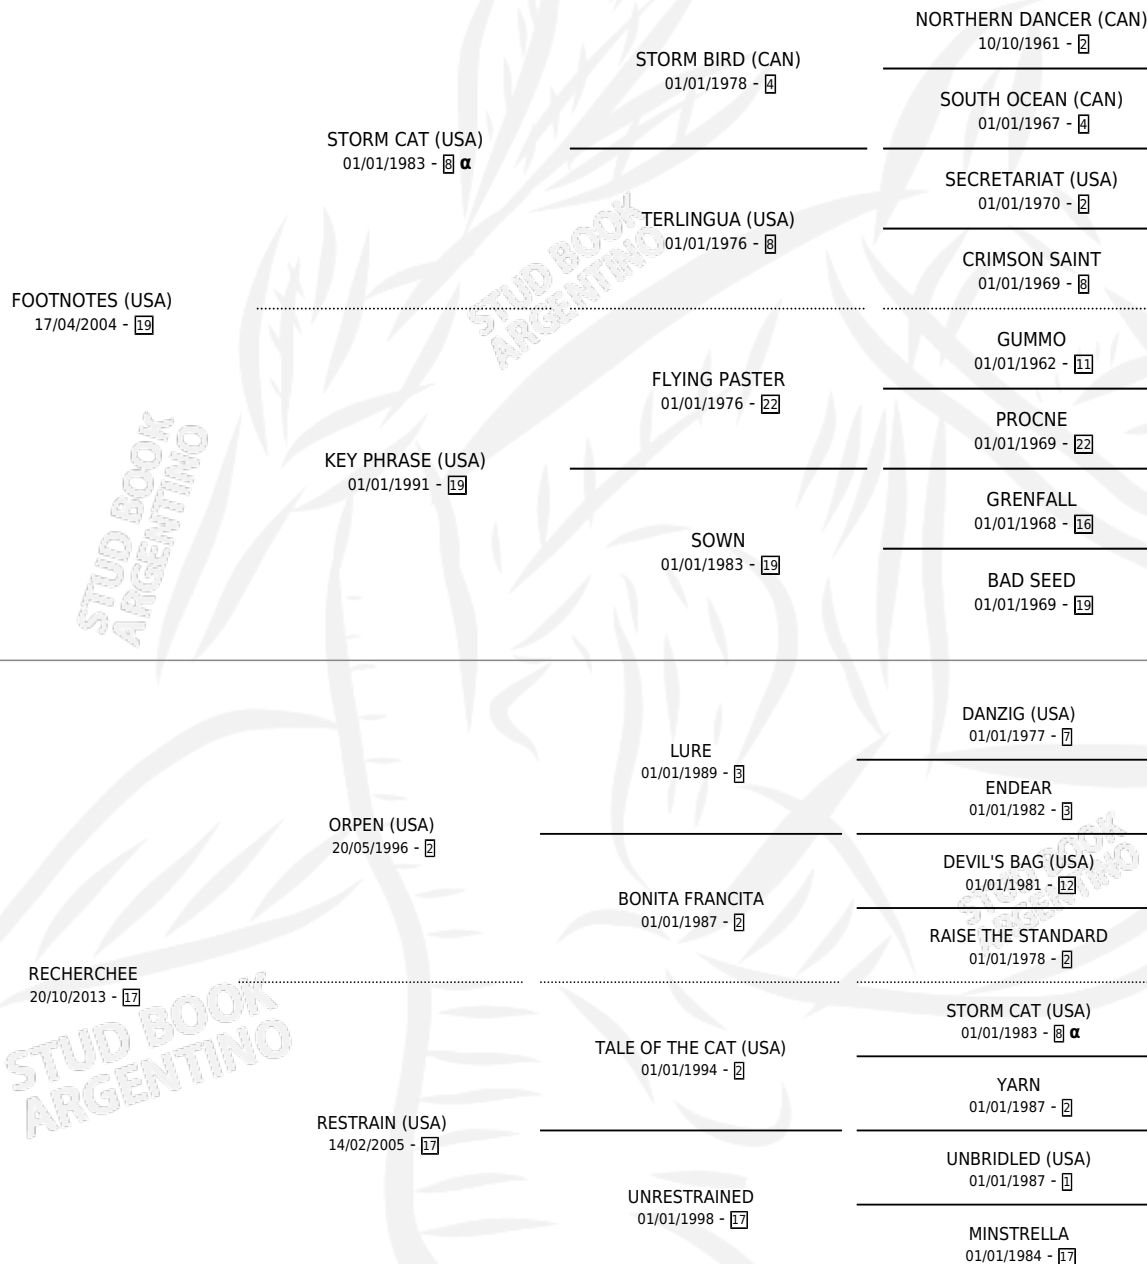 NORTHERN DANCER (CAN)
10/10/1961 - 2
STORM BIRD (CAN)
01/01/1978 - 4
SOUTH OCEAN (CAN)
01/01/1967 - 4
STORM CAT (USA)
01/01/1983 - 8 α
SECRETARIAT (USA)
01/01/1970 - 2
TERLINGUA (USA)
01/01/1976 - 8
CRIMSON SAINT
01/01/1969 - 8
FOOTNOTES (USA)
17/04/2004 - 19
GUMMO
01/01/1962 - 11
FLYING PASTER
01/01/1976 - 22
PROCNE
01/01/1969 - 22
KEY PHRASE (USA)
01/01/1991 - 19
GRENFALL
01/01/1968 - 16
SOWN
01/01/1983 - 19
BAD SEED
01/01/1969 - 19
DANZIG (USA)
01/01/1977 - 7
LURE
01/01/1989 - 3
ENDEAR
01/01/1982 - 3
ORPEN (USA)
20/05/1996 - 2
DEVIL'S BAG (USA)
01/01/1981 - 12
BONITA FRANCITA
01/01/1987 - 2
RAISE THE STANDARD
01/01/1978 - 2
RECHERCHEE
20/10/2013 - 17
STORM CAT (USA)
01/01/1983 - 8 α
TALE OF THE CAT (USA)
01/01/1994 - 2
YARN
01/01/1987 - 2
RESTRAIN (USA)
14/02/2005 - 17
UNBRIDLED (USA)
01/01/1987 - 1
UNRESTRAINED
01/01/1998 - 17
MINSTRELLA
01/01/1984 - 17
STUD BOOK
ARGENTINO
STUD BOOK
ARGENTINO
STUD BOOK
ARGENTINO
STUD BOOK
ARGENTINO